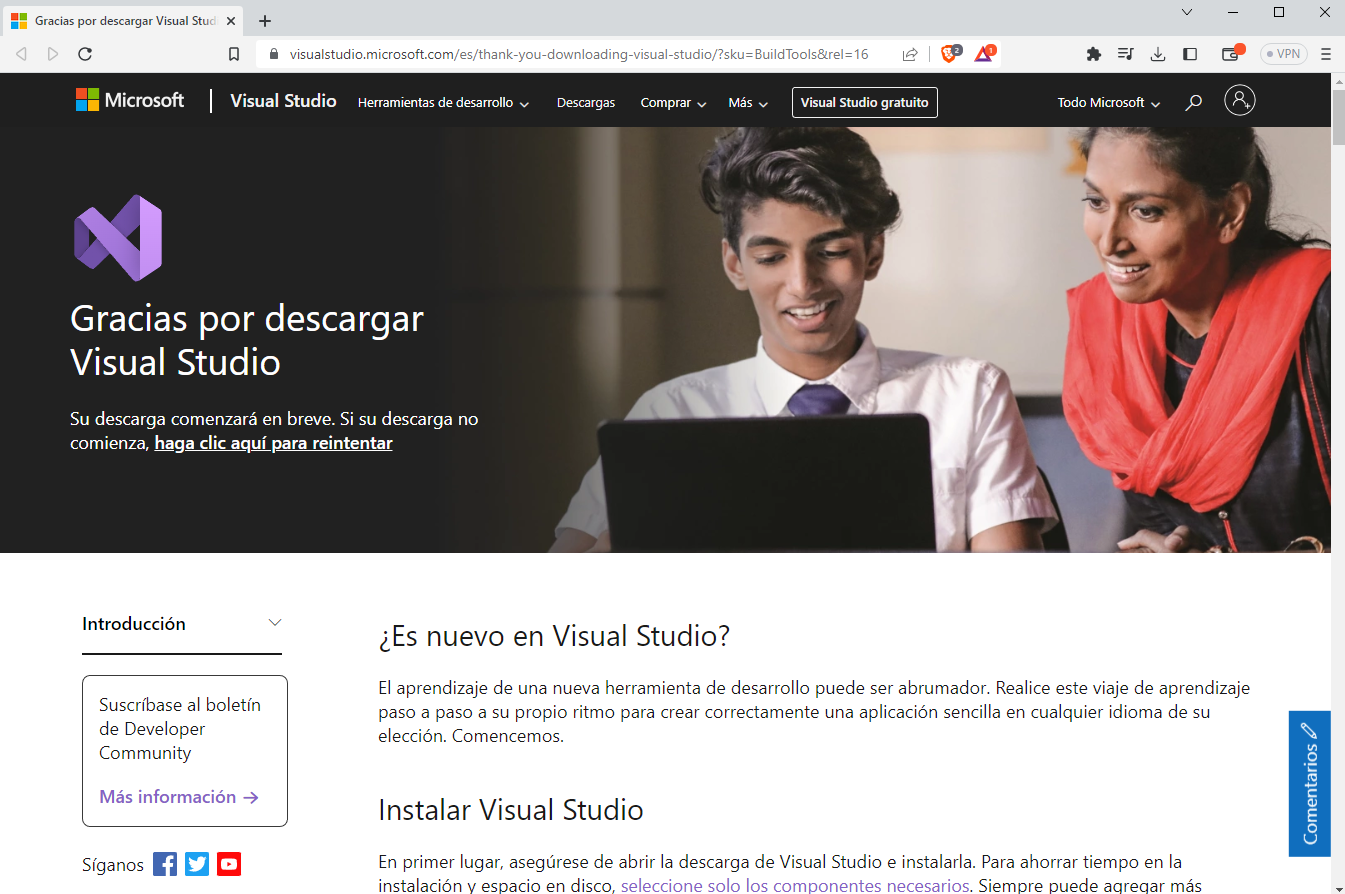 Gracias por descargar Visual Studi
visualstudio.microsoft.com/es/thank-you-downloading-visual-studio/?sku=BuildTools&rel=16
2
1
VPN
Microsoft
Visual Studio
Herramientas de desarrollo
Descargas
Comprar
Más
Visual Studio gratuito
Todo Microsoft
Gracias por descargar
Visual Studio
Su descarga comenzará en breve. Si su descarga no
comienza, haga clic aquí para reintentar
Introducción
Suscríbase al boletín
de Developer
Community
Más información →
Síganos
¿Es nuevo en Visual Studio?
El aprendizaje de una nueva herramienta de desarrollo puede ser abrumador. Realice este viaje de aprendizaje
paso a paso a su propio ritmo para crear correctamente una aplicación sencilla en cualquier idioma de su
elección. Comencemos.
Instalar Visual Studio
En primer lugar, asegúrese de abrir la descarga de Visual Studio e instalarla. Para ahorrar tiempo en la
instalación y espacio en disco, seleccione solo los componentes necesarios. Siempre puede agregar más
Comentarios